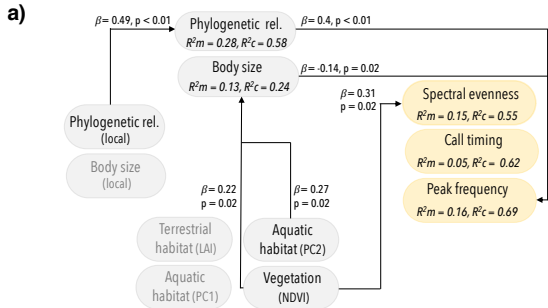 a)
β = 0.49, p < 0.01
Phylogenetic rel.
R²m = 0.28, R²c = 0.58
β = 0.4, p < 0.01
Body size
R²m = 0.13, R²c = 0.24
β = -0.14, p = 0.02
β = 0.31
p = 0.02
Spectral evenness
R²m = 0.15, R²c = 0.55
Phylogenetic rel.
(local)
Call timing
R²m = 0.05, R²c = 0.62
Body size
(local)
Peak frequency
R²m = 0.16, R²c = 0.69
β = 0.22
p = 0.02
β = 0.27
p = 0.02
Terrestrial
habitat (LAI)
Aquatic
habitat (PC2)
Aquatic
habitat (PC1)
Vegetation
(NDVI)